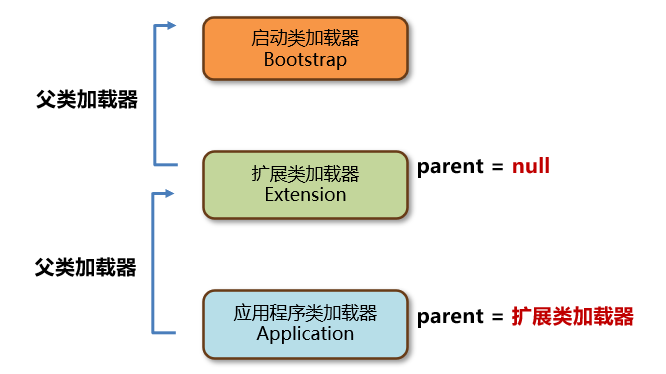 启动类加载器
Bootstrap
父类加载器
扩展类加载器
Extension
parent = null
父类加载器
应用程序类加载器
Application
parent = 扩展类加载器